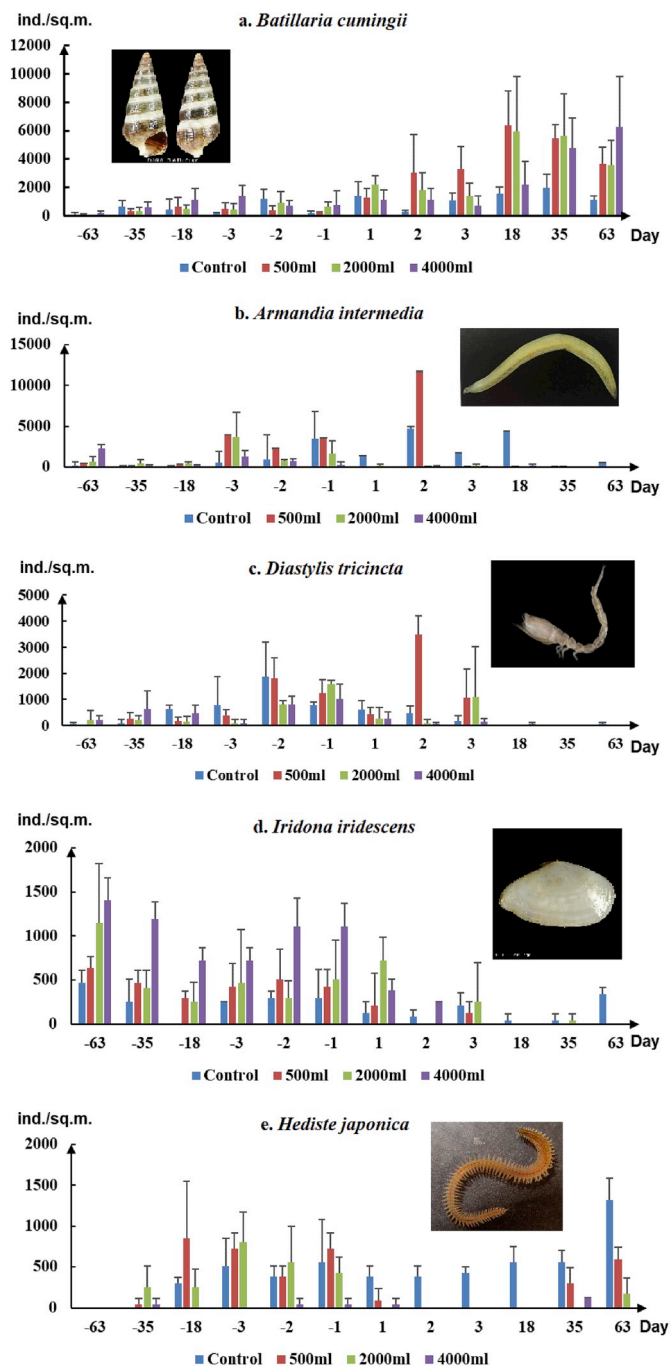 ind./sq.m.
a. Batillaria cumingii
12000
10000
8000
6000
4000
2000
0
-63 -35 -18 -3 -2 -1 1 2 3 18 35 63 Day
Control 500ml 2000ml 4000ml
ind./sq.m.
b. Armandia intermedia
15000
10000
5000
0
-63 -35 -18 -3 -2 -1 1 2 3 18 35 63 Day
Control 500ml 2000ml 4000ml
ind./sq.m.
c. Diastylis tricincta
5000
4000
3000
2000
1000
0
-63 -35 -18 -3 -2 -1 1 2 3 18 35 63 Day
Control 500ml 2000ml 4000ml
ind./sq.m.
d. Iridona iridescens
2000
1500
1000
500
0
-63 -35 -18 -3 -2 -1 1 2 3 18 35 63 Day
Control 500ml 2000ml 4000ml
ind./sq.m.
e. Hediste japonica
2000
1500
1000
500
0
-63 -35 -18 -3 -2 -1 1 2 3 18 35 63 Day
Control 500ml 2000ml 4000ml